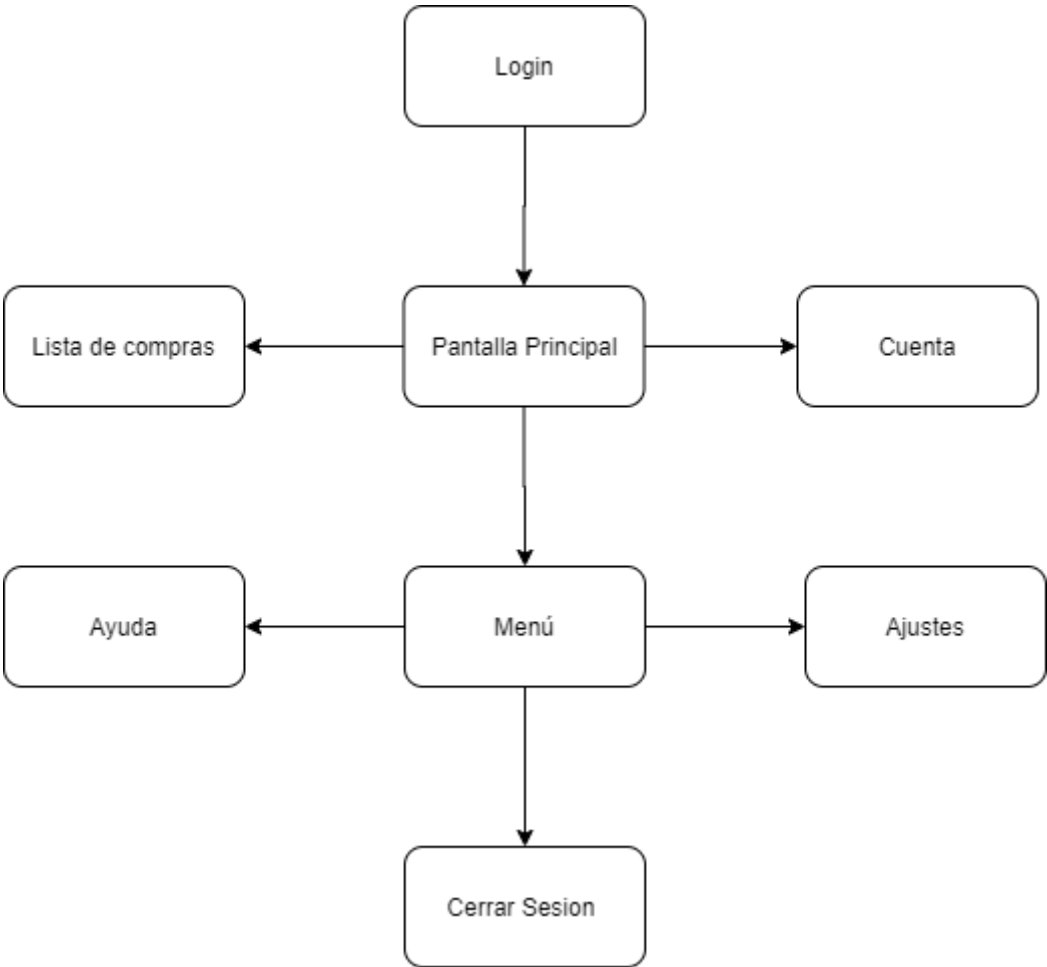 Login
Lista de compras
Pantalla Principal
Cuenta
Ayuda
Menú
Ajustes
Cerrar Sesion